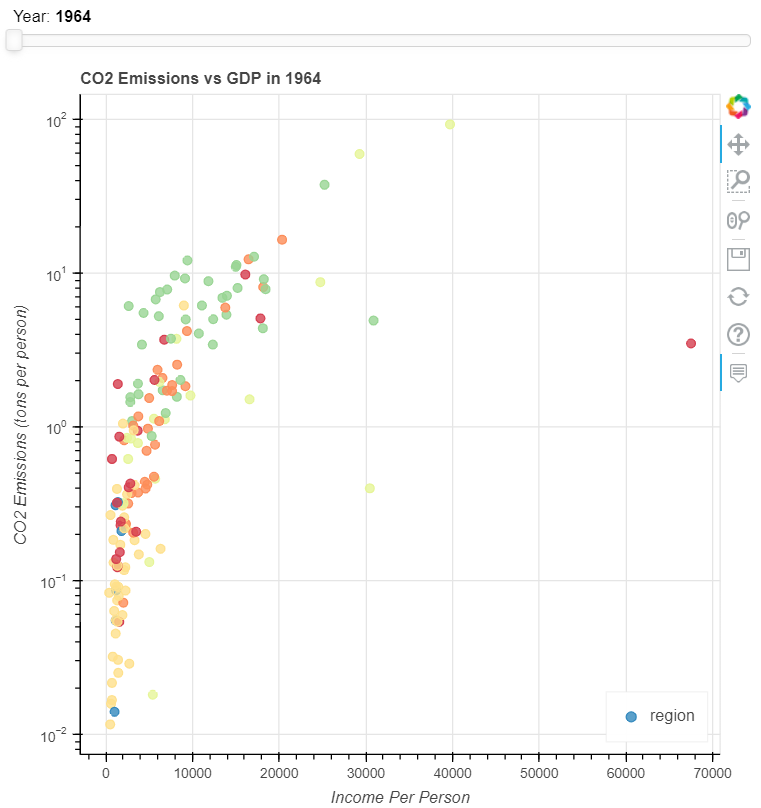 Year: 1964
CO2 Emissions vs GDP in 1964
10²
10¹
10⁰
10⁻¹
10⁻²
CO2 Emissions (tons per person)
region
0 10000 20000 30000 40000 50000 60000 70000
Income Per Person